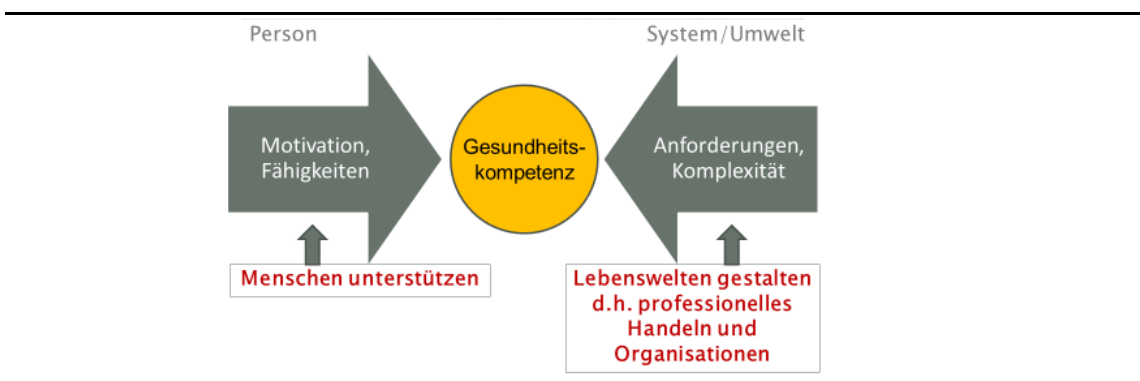 Person
System/Umwelt
Motivation,
Fähigkeiten
Gesundheits-
kompetenz
Anforderungen,
Komplexität
Menschen unterstützen
Lebenswelten gestalten
d.h. professionelles
Handeln und
Organisationen